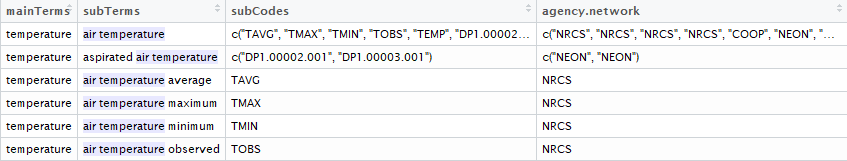 mainTerms subTerms subCodes agency.network
temperature air temperature c("TAVG", "TMAX", "TMIN", "TOBS", "TEMP", "DP1.00002... c("NRCS", "NRCS", "NRCS", "NRCS", "COOP", "NEON", "...
temperature aspirated air temperature c("DP1.00002.001", "DP1.00003.001") c("NEON", "NEON")
temperature air temperature average TAVG NRCS
temperature air temperature maximum TMAX NRCS
temperature air temperature minimum TMIN NRCS
temperature air temperature observed TOBS NRCS